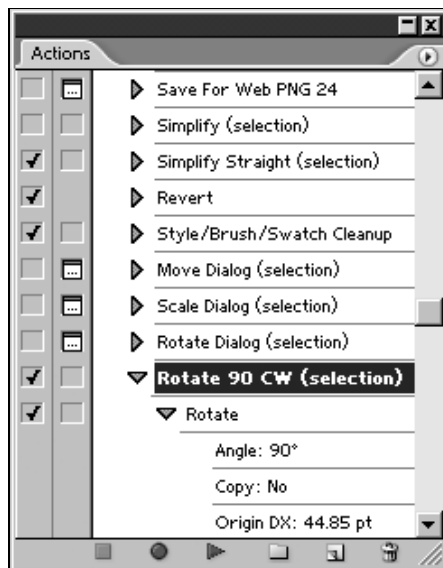 Actions
Save For Web PNG 24
Simplify (selection)
Simplify Straight (selection)
Revert
Style/Brush/Swatch Cleanup
Move Dialog (selection)
Scale Dialog (selection)
Rotate Dialog (selection)
Rotate 90 CW (selection)
Rotate
Angle: 90°
Copy: No
Origin DX: 44.85 pt